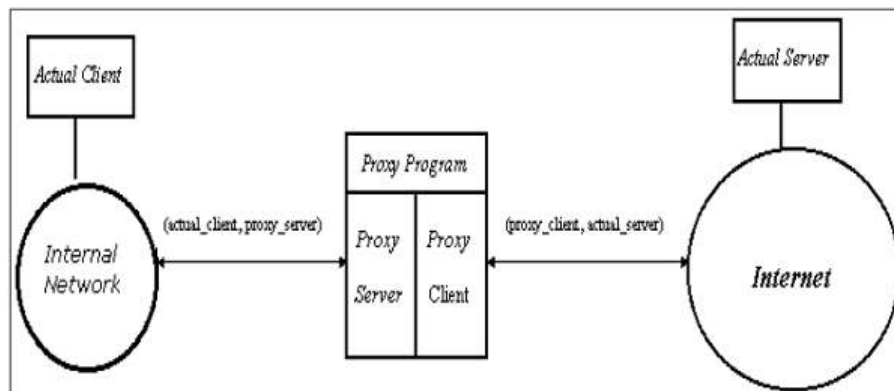 Actual Client
Actual Server
Proxy Program
(actual_client, proxy_server)
(proxy_client, actual_server)
Internal
Network
Proxy
Server
Proxy
Client
Internet